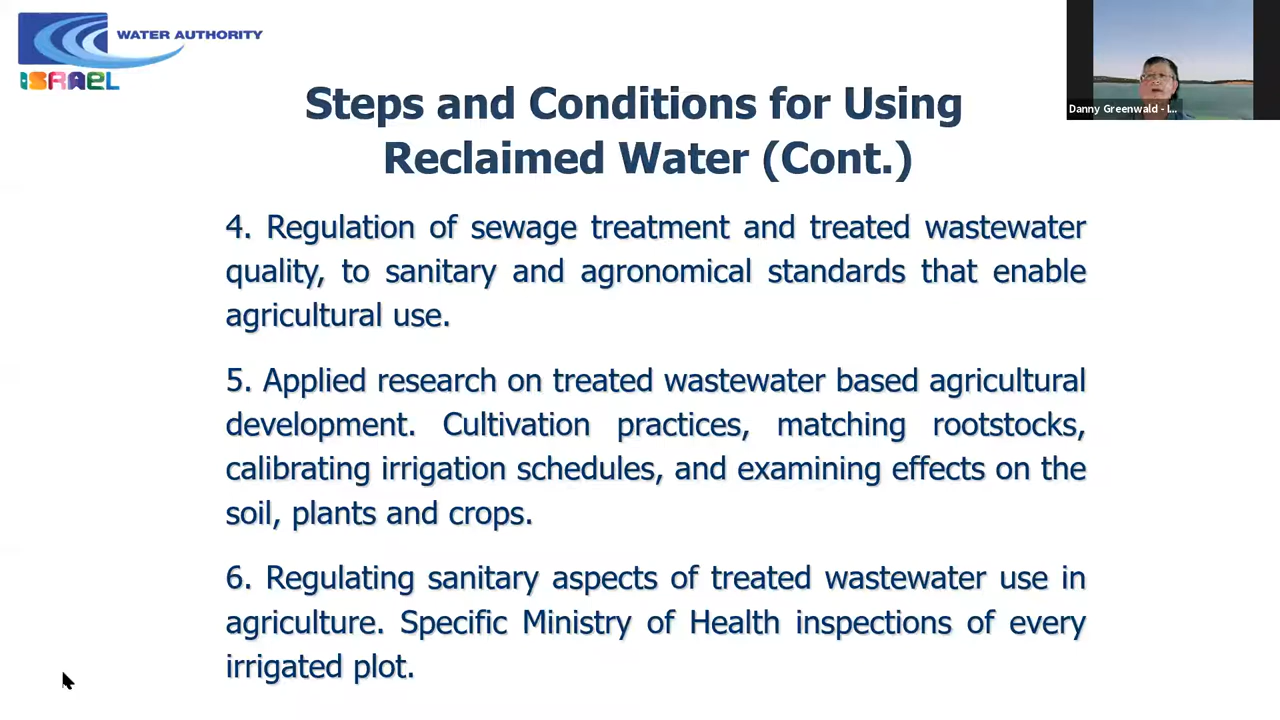 WATER AUTHORITY
ISRAEL
Danny Greenwald - I...
Steps and Conditions for Using
Reclaimed Water (Cont.)
4. Regulation of sewage treatment and treated wastewater
quality, to sanitary and agronomical standards that enable
agricultural use.
5. Applied research on treated wastewater based agricultural
development. Cultivation practices, matching rootstocks,
calibrating irrigation schedules, and examining effects on the
soil, plants and crops.
6. Regulating sanitary aspects of treated wastewater use in
agriculture. Specific Ministry of Health inspections of every
irrigated plot.